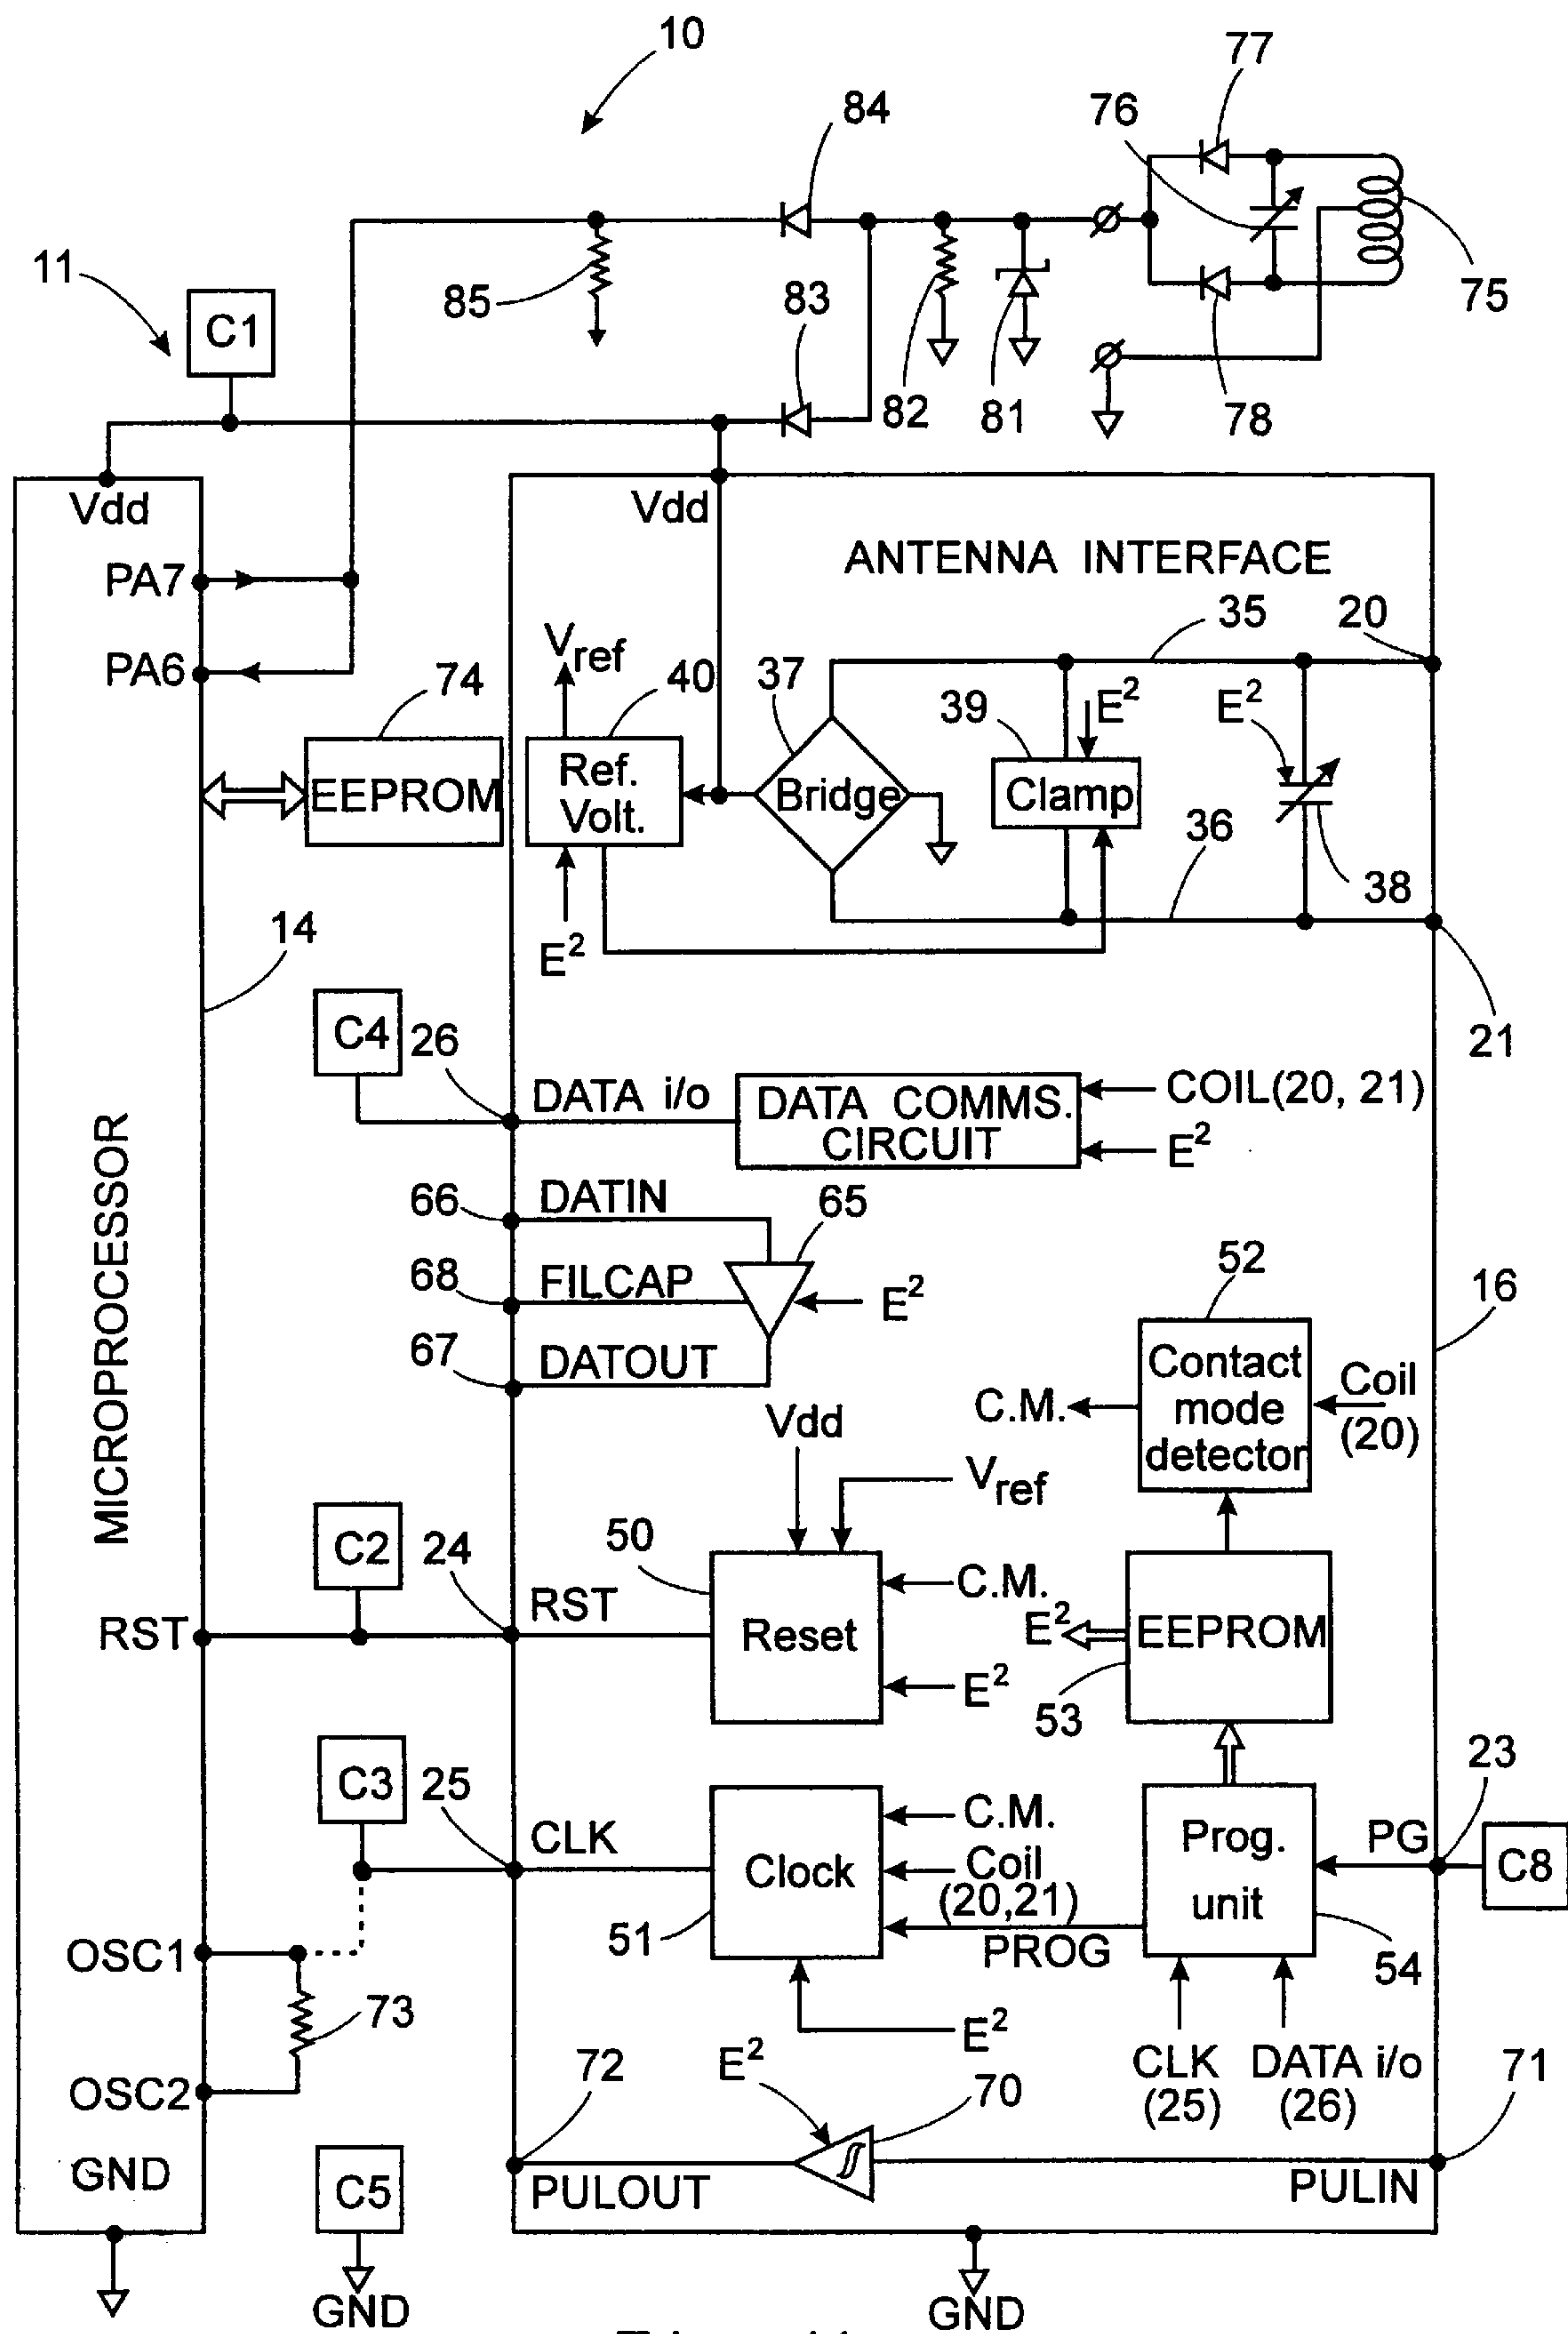 10
77
84
76
11
C1
85
83
82
81
78
75
Vdd
Vdd
ANTENNA INTERFACE
PA7
PA6
35
20
Vref
40
37
39
E²
E²
74
EEPROM
Ref.
Volt.
Bridge
Clamp
36
38
E²
14
21
C4
26
DATA i/o
DATA COMMS.
CIRCUIT
COIL(20, 21)
E²
66
DATIN
65
68
FILCAP
E²
67
DATOUT
MICROPROCESSOR
52
16
Contact
mode
detector
C.M.
Coil
(20)
Vdd
Vref
C2
24
50
RST
RST
Reset
C.M.
E²
E²
EEPROM
53
C3
25
CLK
Clock
51
C.M.
Coil
(20,21)
PROG
E²
Prog.
unit
PG
23
C8
54
OSC1
73
OSC2
CLK
(25)
DATA i/o
(26)
72
E²
70
71
PULOUT
PULIN
GND
C5
GND
GND